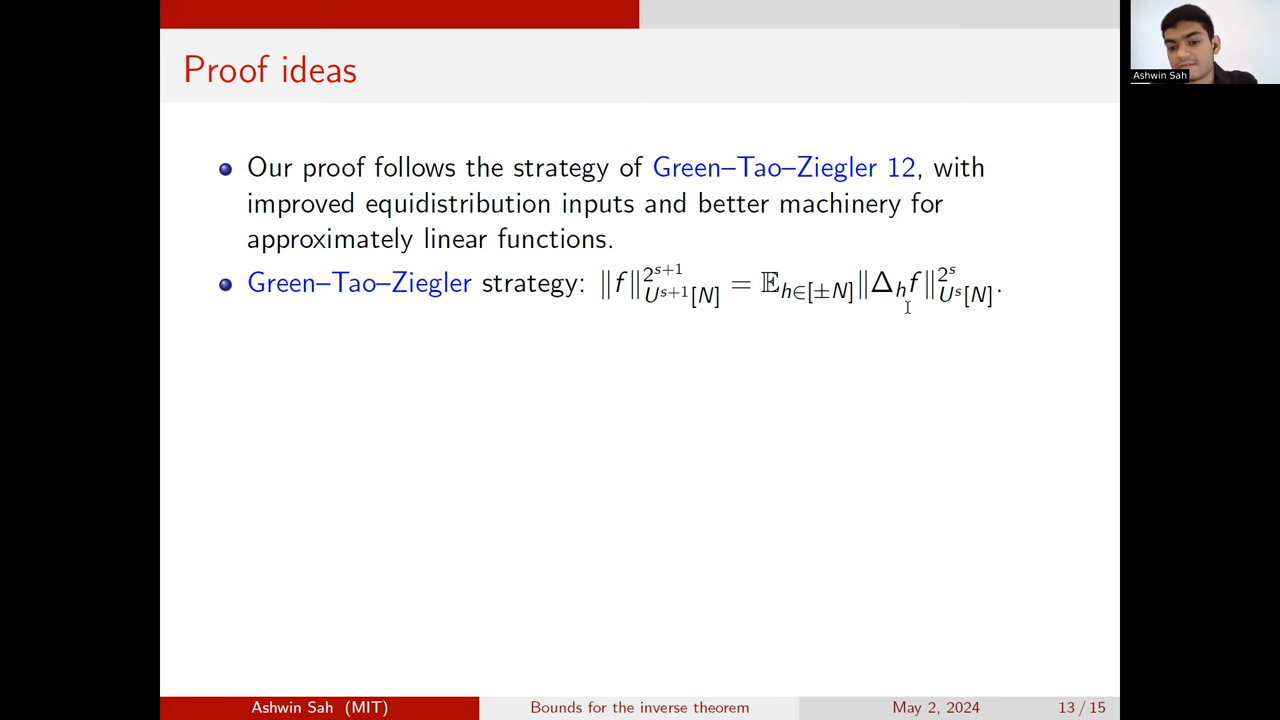 Proof ideas
Ashwin Sah
Our proof follows the strategy of Green–Tao–Ziegler 12, with
improved equidistribution inputs and better machinery for
approximately linear functions.
Green–Tao–Ziegler strategy: ‖f‖_{U^{s+1}[N]}^{2^{s+1}} = 𝔼_{h∈[±N]}‖Δ_h f‖_{U^s[N]}^{2^s}.
Ashwin Sah (MIT)
Bounds for the inverse theorem
May 2, 2024
13 / 15